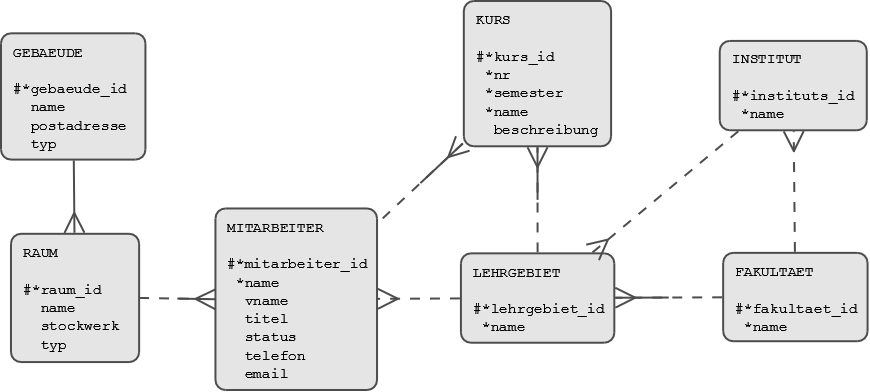 GEBAEUDE
#*gebaeude_id
name
postadresse
typ
RAUM
#*raum_id
name
stockwerk
typ
MITARBEITER
#*mitarbeiter_id
*name
vname
titel
status
telefon
email
KURS
#*kurs_id
*nr
*semester
*name
beschreibung
LEHRGEBIET
#*lehrgebiet_id
*name
INSTITUT
#*instituts_id
*name
FAKULTAET
#*fakultaet_id
*name